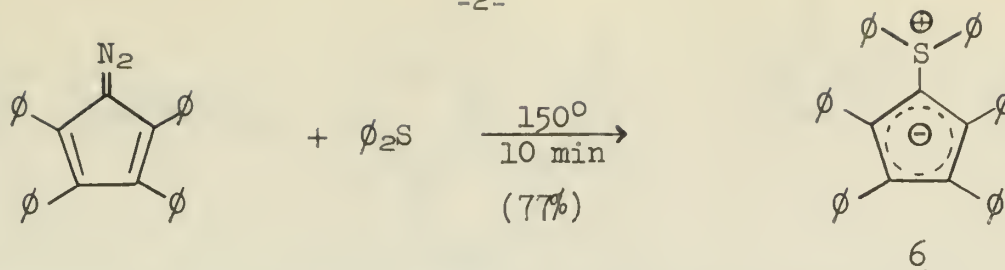 -2-
N₂
ø ø
ø ø
+ ø₂S
150°
10 min
(77%)
ø ⊕ ø
S
ø ø
⊖
ø ø
6